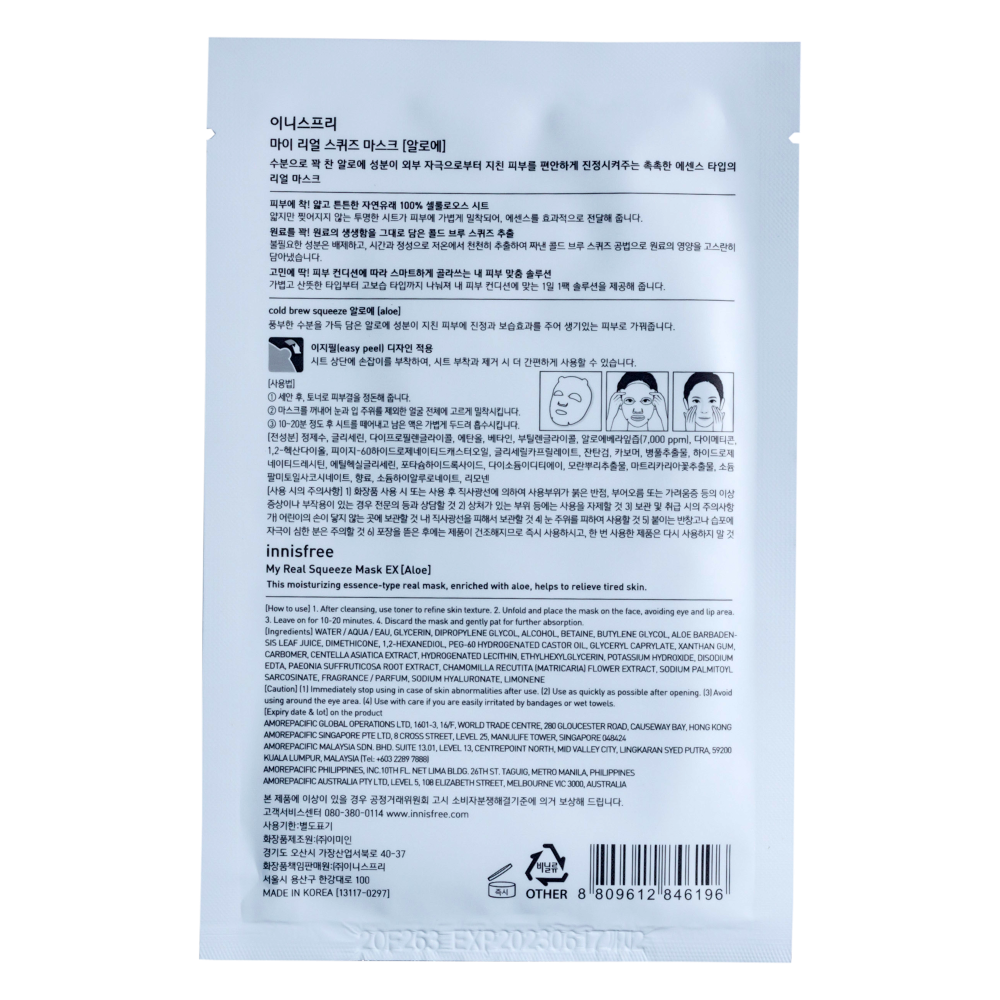 이니스프리
마이 리얼 스퀴즈 마스크 [알로에]
수분으로 꽉 찬 알로에 성분이 외부 자극으로부터 지친 피부를 편안하게 진정시켜주는 촉촉한 에센스 타입의
리얼 마스크
피부에 착! 얇고 튼튼한 자연유래 100% 셀룰로오스 시트
얇지만 찢어지지 않는 투명한 시트가 피부에 가볍게 밀착되어, 에센스를 효과적으로 전달해 줍니다.
원료를 꽉! 원료의 생생함을 그대로 담은 콜드 브루 스퀴즈 추출
불필요한 성분은 배제하고, 시간과 정성으로 저온에서 천천히 추출하여 짜낸 콜드 브루 스퀴즈 공법으로 원료의 영양을 고스란히
담아냈습니다.
고민에 딱! 피부 컨디션에 따라 스마트하게 골라쓰는 내 피부 맞춤 솔루션
가볍고 산뜻한 타입부터 고보습 타입까지 나눠져 내 피부 컨디션에 맞는 1일 1팩 솔루션을 제공해 줍니다.
cold brew squeeze 알로에 [aloe]
풍부한 수분을 가득 담은 알로에 성분이 지친 피부에 진정과 보습효과를 주어 생기있는 피부로 가꿔줍니다.
이지필(easy peel) 디자인 적용
시트 상단에 손잡이를 부착하여, 시트 부착과 제거 시 더 간편하게 사용할 수 있습니다.
[사용법]
① 세안 후, 토너로 피부결을 정돈해 줍니다.
② 마스크를 꺼내어 눈과 입 주위를 제외한 얼굴 전체에 고르게 밀착시킵니다.
③ 10~20분 정도 후 시트를 떼어내고 남은 액은 가볍게 두드려 흡수시킵니다.
[전성분] 정제수, 글리세린, 다이프로필렌글라이콜, 에탄올, 베타인, 부틸렌글라이콜, 알로에베라잎즙(7,000 ppm), 다이메티콘,
1,2-헥산다이올, 피이지-60하이드로제네이티드캐스터오일, 글리세릴카프릴레이트, 잔탄검, 카보머, 병풀추출물, 하이드로제
네이티드레시틴, 에틸헥실글리세린, 포타슘하이드록사이드, 다이소듐이디티에이, 모란뿌리추출물, 마트리카리아꽃추출물, 소듐
팔미토일사코시네이트, 향료, 소듐하이알루로네이트, 리모넨
[사용 시의 주의사항] 1) 화장품 사용 시 또는 사용 후 직사광선에 의하여 사용부위가 붉은 반점, 부어오름 또는 가려움증 등의 이상
증상이나 부작용이 있는 경우 전문의 등과 상담할 것 2) 상처가 있는 부위 등에는 사용을 자제할 것 3) 보관 및 취급 시의 주의사항
가) 어린이의 손이 닿지 않는 곳에 보관할 것 나) 직사광선을 피해서 보관할 것 4) 눈 주위를 피하여 사용할 것 5) 붙이는 반창고나 습포에
자극이 심한 분은 주의할 것 6) 포장을 뜯은 후에는 제품이 건조해지므로 즉시 사용하시고, 한 번 사용한 제품은 다시 사용하지 말 것
innisfree
My Real Squeeze Mask EX [Aloe]
This moisturizing essence-type real mask, enriched with aloe, helps to relieve tired skin.
[How to use] 1. After cleansing, use toner to refine skin texture. 2. Unfold and place the mask on the face, avoiding eye and lip area.
3. Leave on for 10-20 minutes. 4. Discard the mask and gently pat for further absorption.
[Ingredients] WATER / AQUA / EAU, GLYCERIN, DIPROPYLENE GLYCOL, ALCOHOL, BETAINE, BUTYLENE GLYCOL, ALOE BARBADEN-
SIS LEAF JUICE, DIMETHICONE, 1,2-HEXANEDIOL, PEG-60 HYDROGENATED CASTOR OIL, GLYCERYL CAPRYLATE, XANTHAN GUM,
CARBOMER, CENTELLA ASIATICA EXTRACT, HYDROGENATED LECITHIN, ETHYLHEXYLGLYCERIN, POTASSIUM HYDROXIDE, DISODIUM
EDTA, PAEONIA SUFFRUTICOSA ROOT EXTRACT, CHAMOMILLA RECUTITA (MATRICARIA) FLOWER EXTRACT, SODIUM PALMITOYL
SARCOSINATE, FRAGRANCE / PARFUM, SODIUM HYALURONATE, LIMONENE
[Caution] (1) Immediately stop using in case of skin abnormalities after use. (2) Use as quickly as possible after opening. (3) Avoid
using around the eye area. (4) Use with care if you are easily irritated by bandages or wet towels.
[Expiry date & lot] on the product
AMOREPACIFIC GLOBAL OPERATIONS LTD, 1601-3, 16/F, WORLD TRADE CENTRE, 280 GLOUCESTER ROAD, CAUSEWAY BAY, HONG KONG
AMOREPACIFIC SINGAPORE PTE LTD, 8 CROSS STREET, LEVEL 25, MANULIFE TOWER, SINGAPORE 048424
AMOREPACIFIC MALAYSIA SDN. BHD. SUITE 13.01, LEVEL 13, CENTREPOINT NORTH, MID VALLEY CITY, LINGKARAN SYED PUTRA, 59200
KUALA LUMPUR, MALAYSIA (Tel: +603 2289 7888)
AMOREPACIFIC PHILIPPINES, INC.10TH FL. NET LIMA BLDG. 26TH ST. TAGUIG, METRO MANILA, PHILIPPINES
AMOREPACIFIC AUSTRALIA PTY LTD, LEVEL 5, 108 ELIZABETH STREET, MELBOURNE VIC 3000, AUSTRALIA
본 제품에 이상이 있을 경우 공정거래위원회 고시 소비자분쟁해결기준에 의거 보상해 드립니다.
고객서비스센터 080-380-0114 www.innisfree.com
사용기한:별도표기
화장품제조원:(주)이미인
경기도 오산시 가장산업서북로 40-37
화장품책임판매원:(주)이니스프리
서울시 용산구 한강대로 100
MADE IN KOREA [13117-0297]
즉시
비닐류
OTHER
8 809612 846196
20F263 EXP20230617